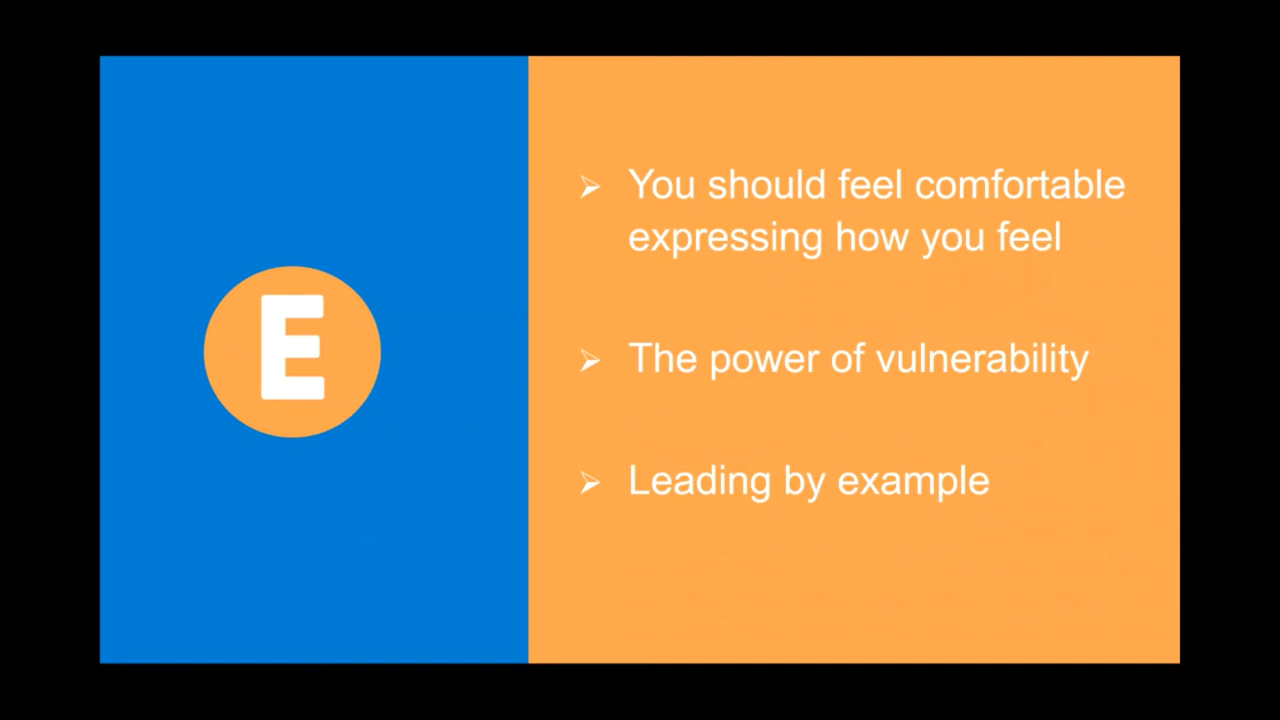 E
You should feel comfortable
expressing how you feel
The power of vulnerability
Leading by example